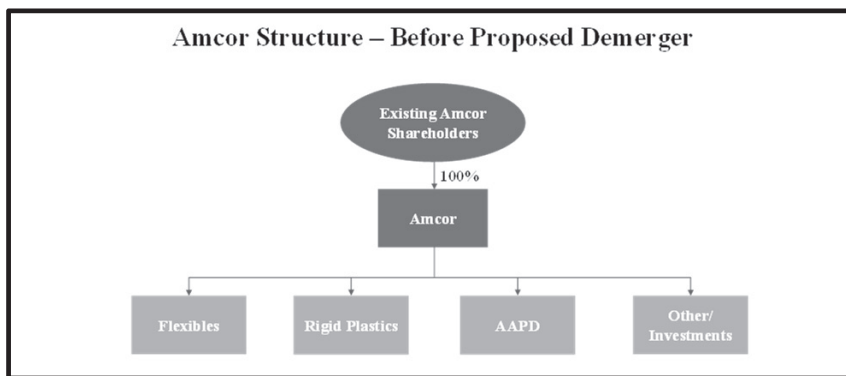 Amcor Structure – Before Proposed Demerger
Existing Amcor
Shareholders
100%
Amcor
Flexibles
Rigid Plastics
AAPD
Other/
Investments